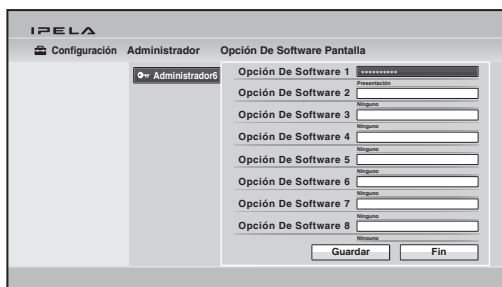 IPELA
Configuración Administrador Opción De Software Pantalla
Administrador6
Opción De Software 1 **********
Presentación
Opción De Software 2
Ninguno
Opción De Software 3
Ninguno
Opción De Software 4
Ninguno
Opción De Software 5
Ninguno
Opción De Software 6
Ninguno
Opción De Software 7
Ninguno
Opción De Software 8
Ninguno
Guardar Fin